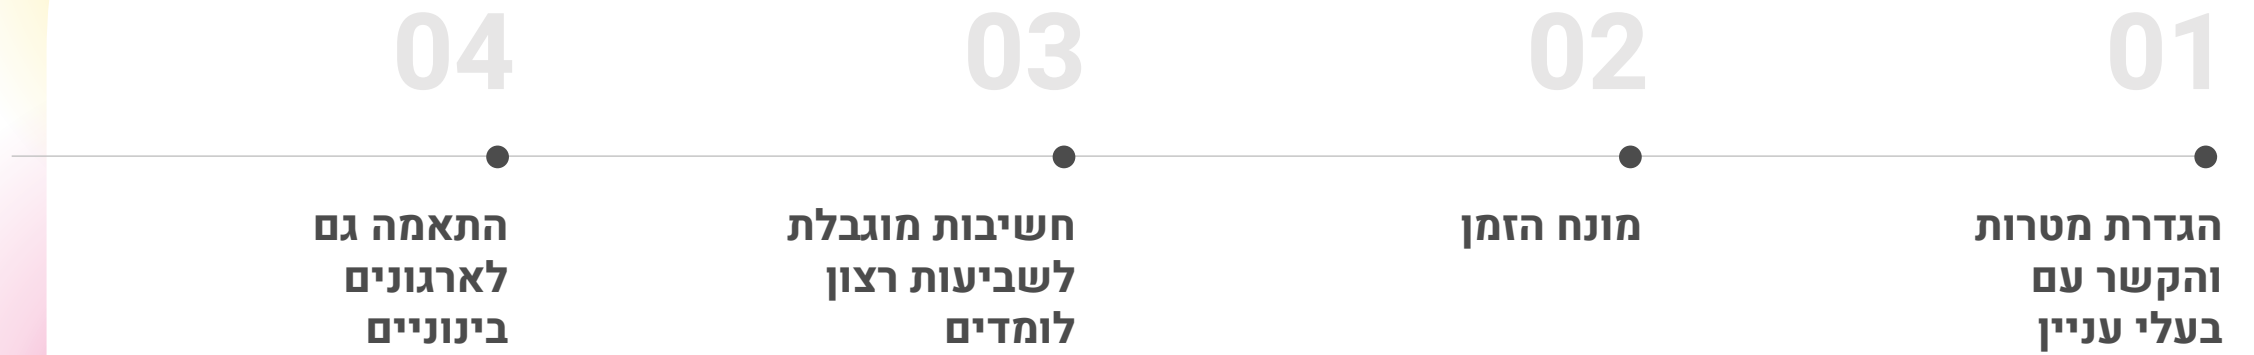 01
הגדרת מטרות
והקשר עם
בעלי עניין
02
מונח הזמן
03
חשיבות מוגבלת
לשביעות רצון
לומדים
04
התאמה גם
לארגונים
בינוניים